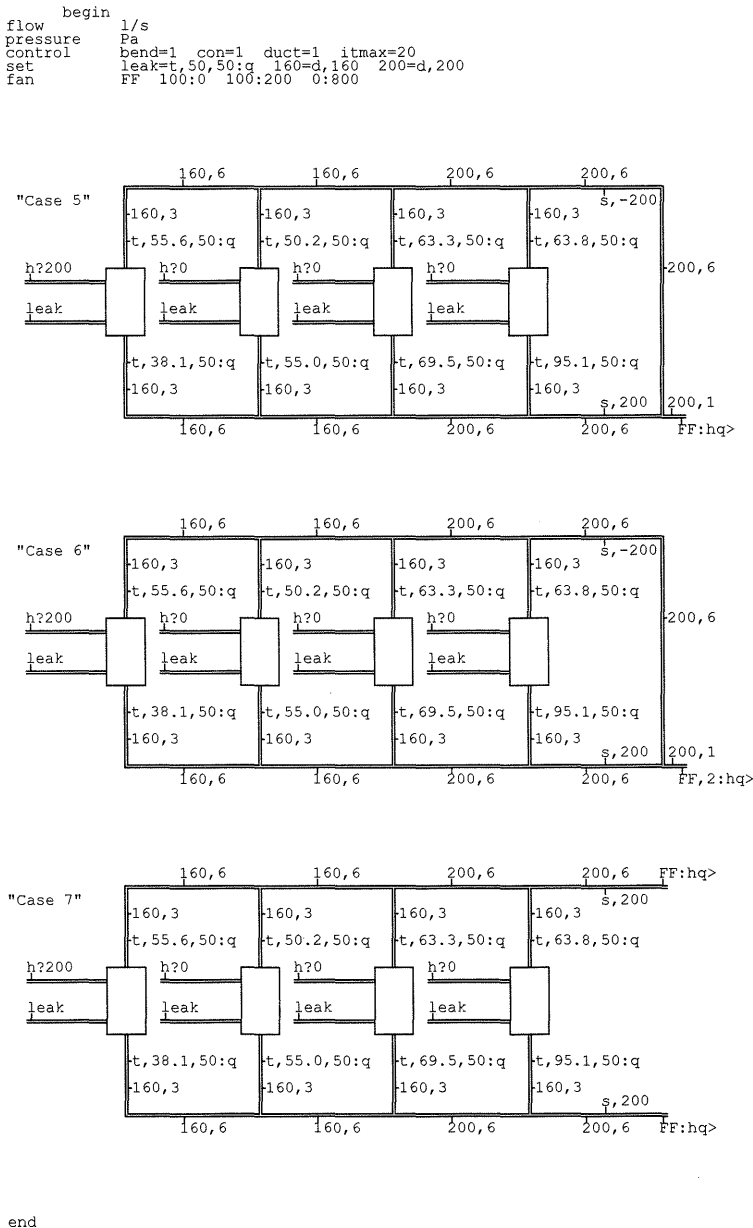 begin
flow l/s
pressure Pa
control bend=1 con=1 duct=1 itmax=20
set leak=t,50,50:q 160=d,160 200=d,200
fan FF 100:0 100:200 0:800
160,6 160,6 200,6 200,6
"Case 5" s,-200
160,3 160,3 160,3 160,3
t,55.6,50:q t,50.2,50:q t,63.3,50:q t,63.8,50:q
h?200 h?0 h?0 h?0 200,6
leak leak leak leak
t,38.1,50:q t,55.0,50:q t,69.5,50:q t,95.1,50:q
160,3 160,3 160,3 160,3
s,200 200,1
160,6 160,6 200,6 200,6 FF:hq>
160,6 160,6 200,6 200,6
"Case 6" s,-200
160,3 160,3 160,3 160,3
t,55.6,50:q t,50.2,50:q t,63.3,50:q t,63.8,50:q
h?200 h?0 h?0 h?0 200,6
leak leak leak leak
t,38.1,50:q t,55.0,50:q t,69.5,50:q t,95.1,50:q
160,3 160,3 160,3 160,3
s,200 200,1
160,6 160,6 200,6 200,6 FF,2:hq>
160,6 160,6 200,6 200,6 FF:hq>
"Case 7" s,200
160,3 160,3 160,3 160,3
t,55.6,50:q t,50.2,50:q t,63.3,50:q t,63.8,50:q
h?200 h?0 h?0 h?0
leak leak leak leak
t,38.1,50:q t,55.0,50:q t,69.5,50:q t,95.1,50:q
160,3 160,3 160,3 160,3
s,200
160,6 160,6 200,6 200,6 FF:hq>
end